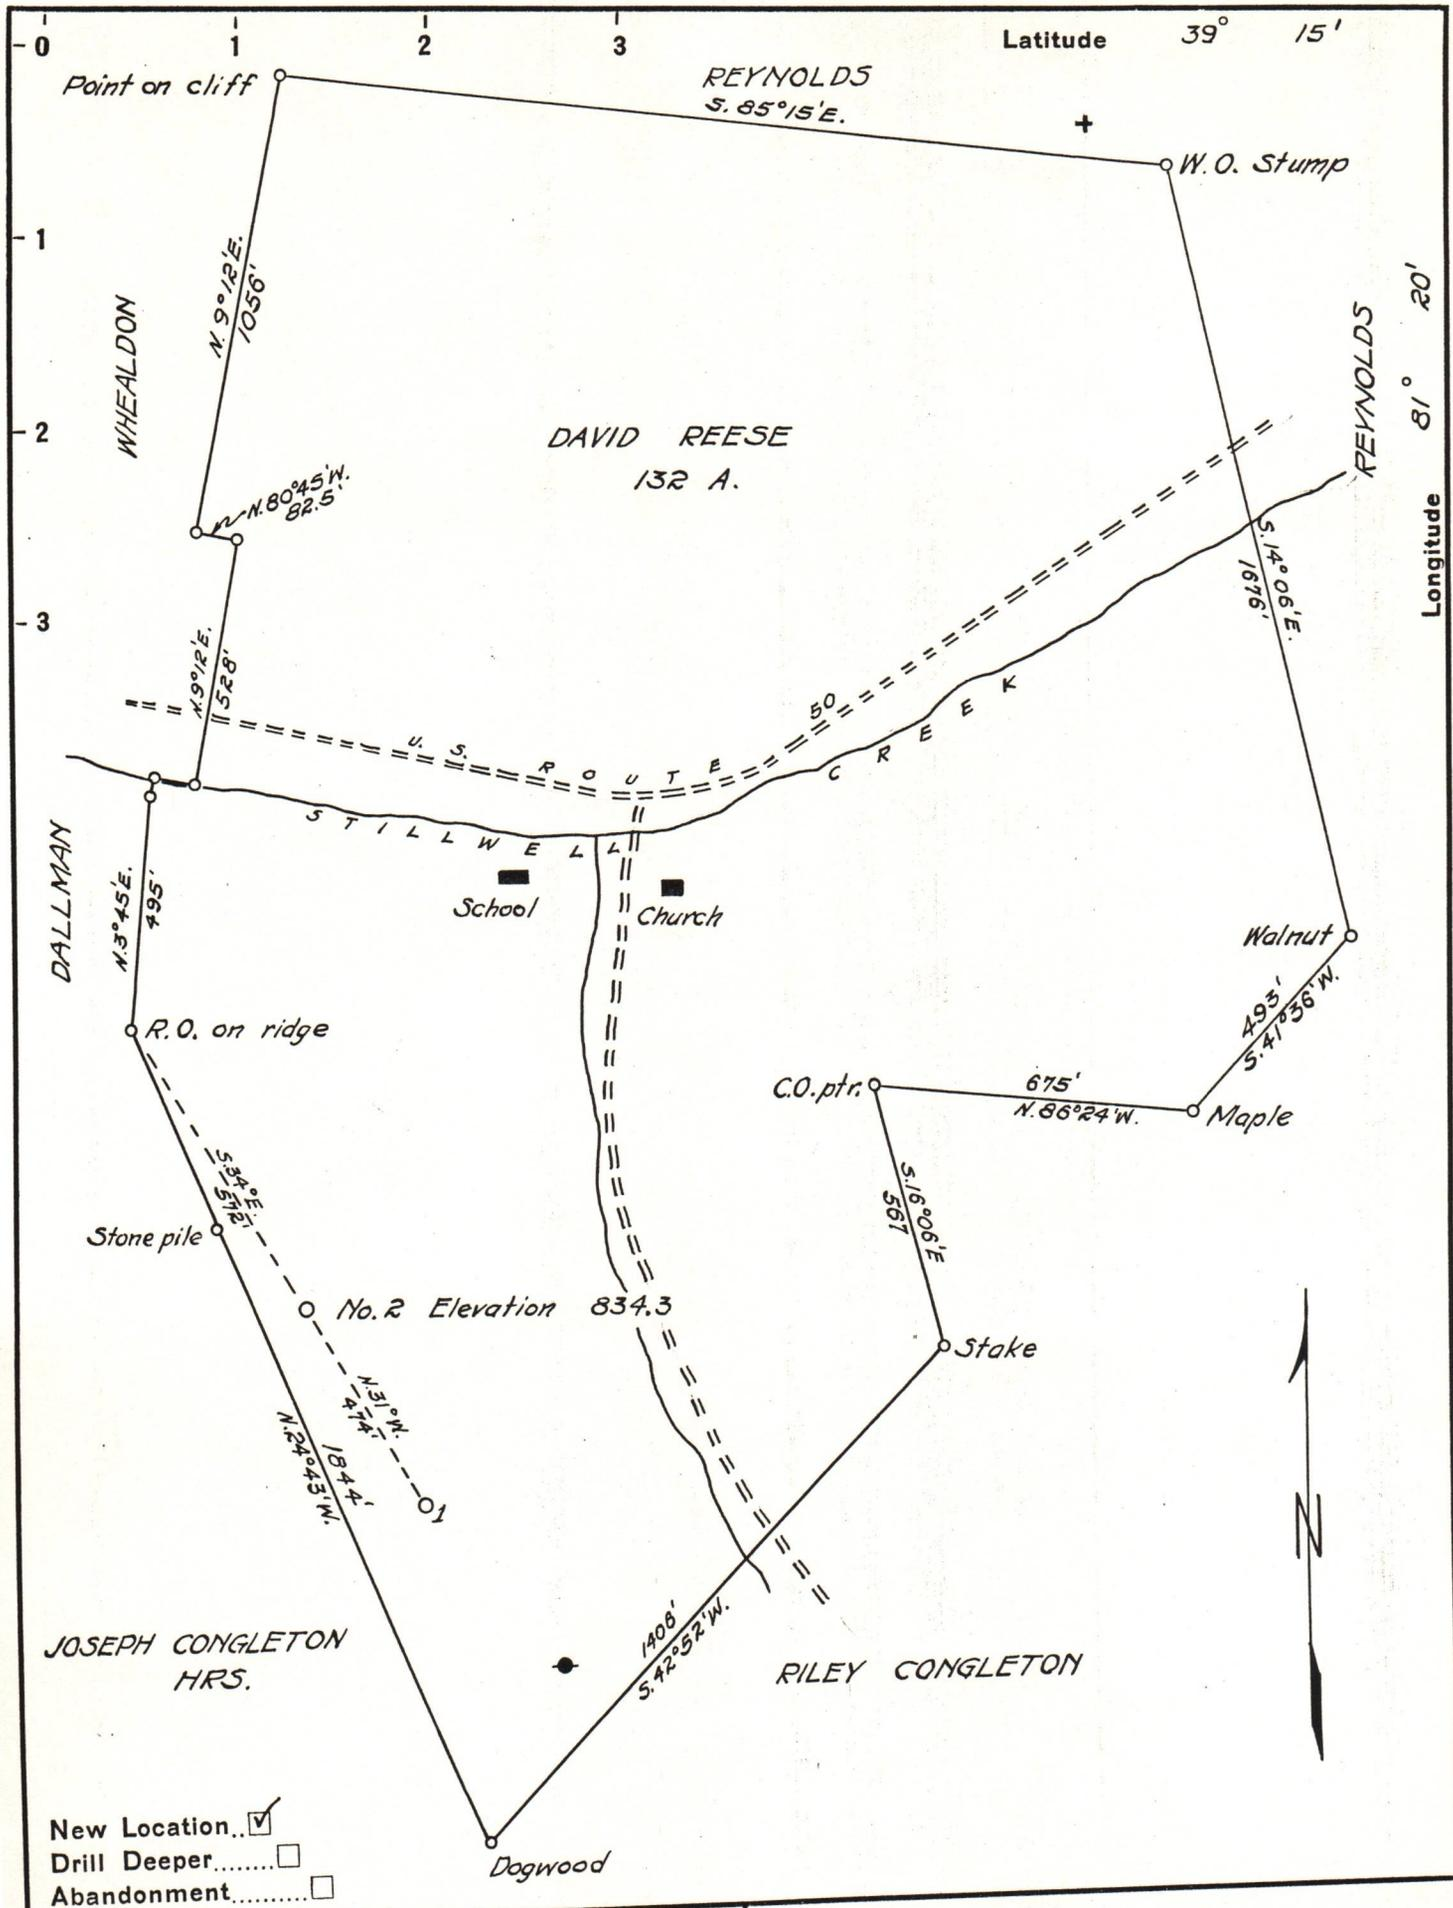 0
1 2 3
Latitude 39° 15'
Point on cliff
REYNOLDS
S. 85°15'E.
+
W.O. Stump
1
N. 9°12'E.
1056'
WHEALDON
REYNOLDS
81° 20'
Longitude
2
DAVID REESE
132 A.
N.80°45'W.
82.5'
S. 14°06'E.
1676'
3
N.9°12'E.
528'
U.S. ROUTE 50
STILLWELL CREEK
DALLMAN
N.3°45'E.
495'
School
Church
Walnut
493'
S.41°36'W.
R.O. on ridge
C.O. ptr.
675'
N.86°24'W.
Maple
S.34°E.
572'
S.16°06'E
567
Stone pile
No.2 Elevation 834.3
Stake
N.31°W.
474'
1
N.24°43'W.
1844'
N
JOSEPH CONGLETON
HRS.
1408'
S.42°52'W.
RILEY CONGLETON
New Location..
Drill Deeper........
Abandonment..........
Dogwood